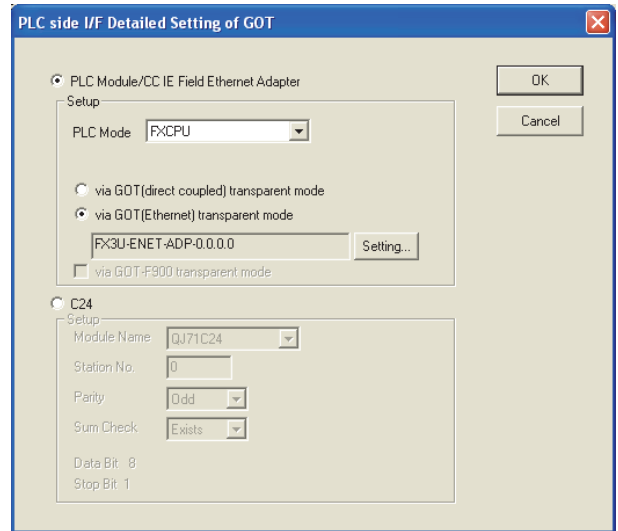 PLC side I/F Detailed Setting of GOT
PLC Module/CC IE Field Ethernet Adapter
OK
Setup
PLC Mode FXCPU
Cancel
via GOT(direct coupled) transparent mode
via GOT(Ethernet) transparent mode
FX3U-ENET-ADP-0.0.0.0 Setting...
via GOT-F900 transparent mode
C24
Setup
Module Name QJ71C24
Station No. 0
Parity Odd
Sum Check Exists
Data Bit 8
Stop Bit 1